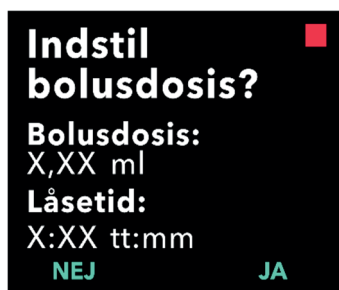 Indstil
bolusdosis?
Bolusdosis:
X,XX ml
Låsetid:
X:XX tt:mm
NEJ JA